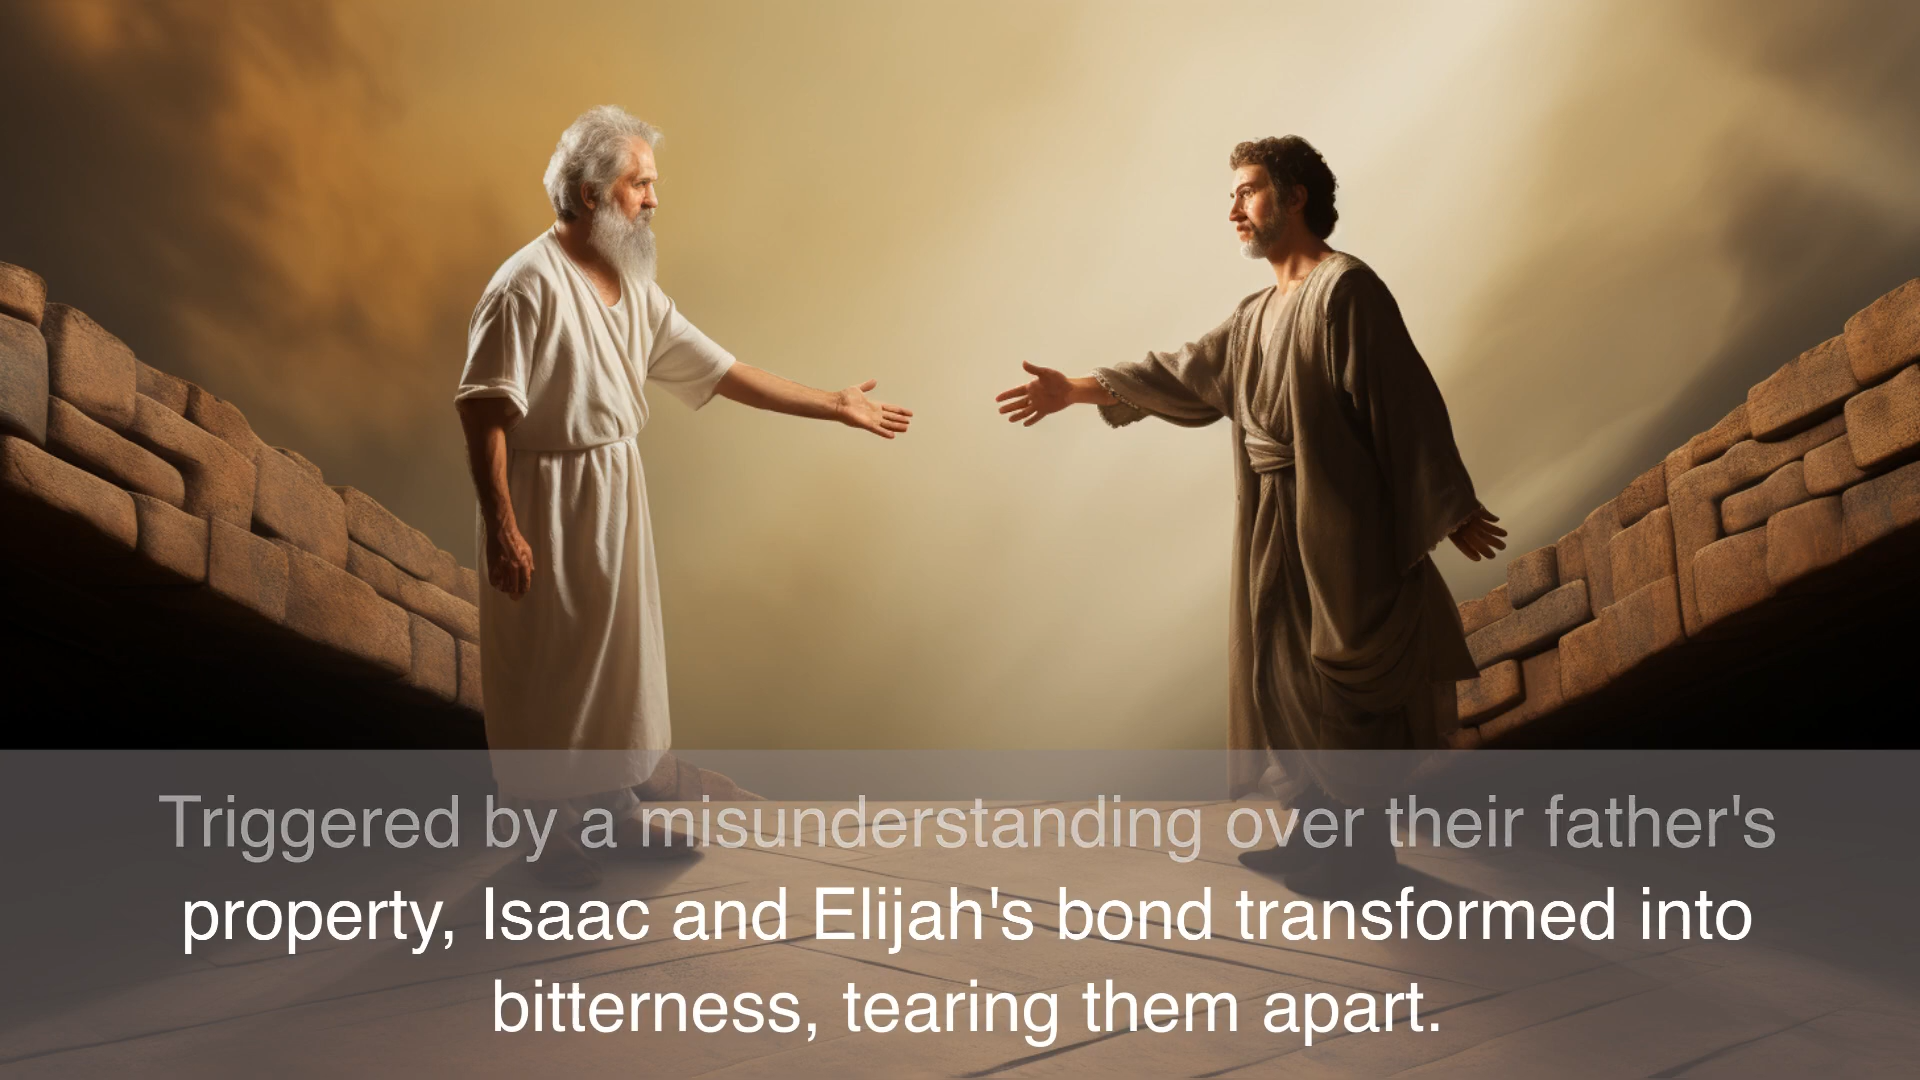 Triggered by a misunderstanding over their father's
property, Isaac and Elijah's bond transformed into
bitterness, tearing them apart.